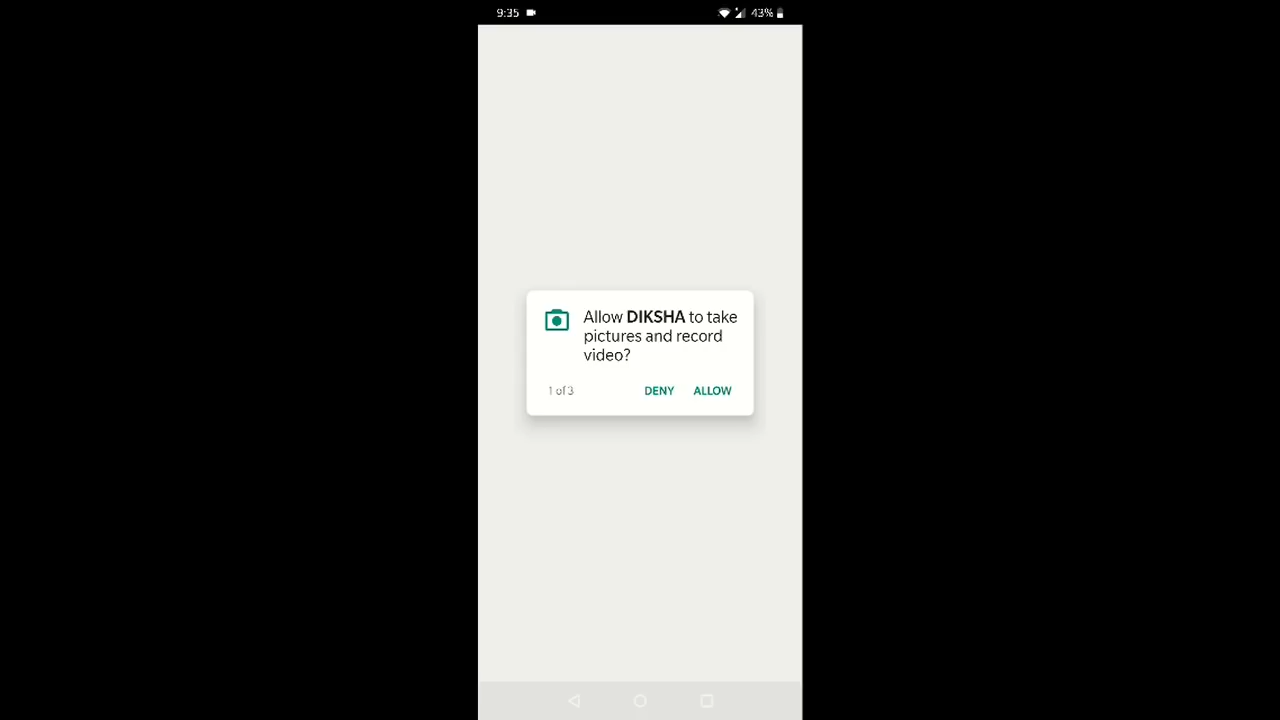 9:35 43%
Allow DIKSHA to take
pictures and record
video?
1 of 3 DENY ALLOW